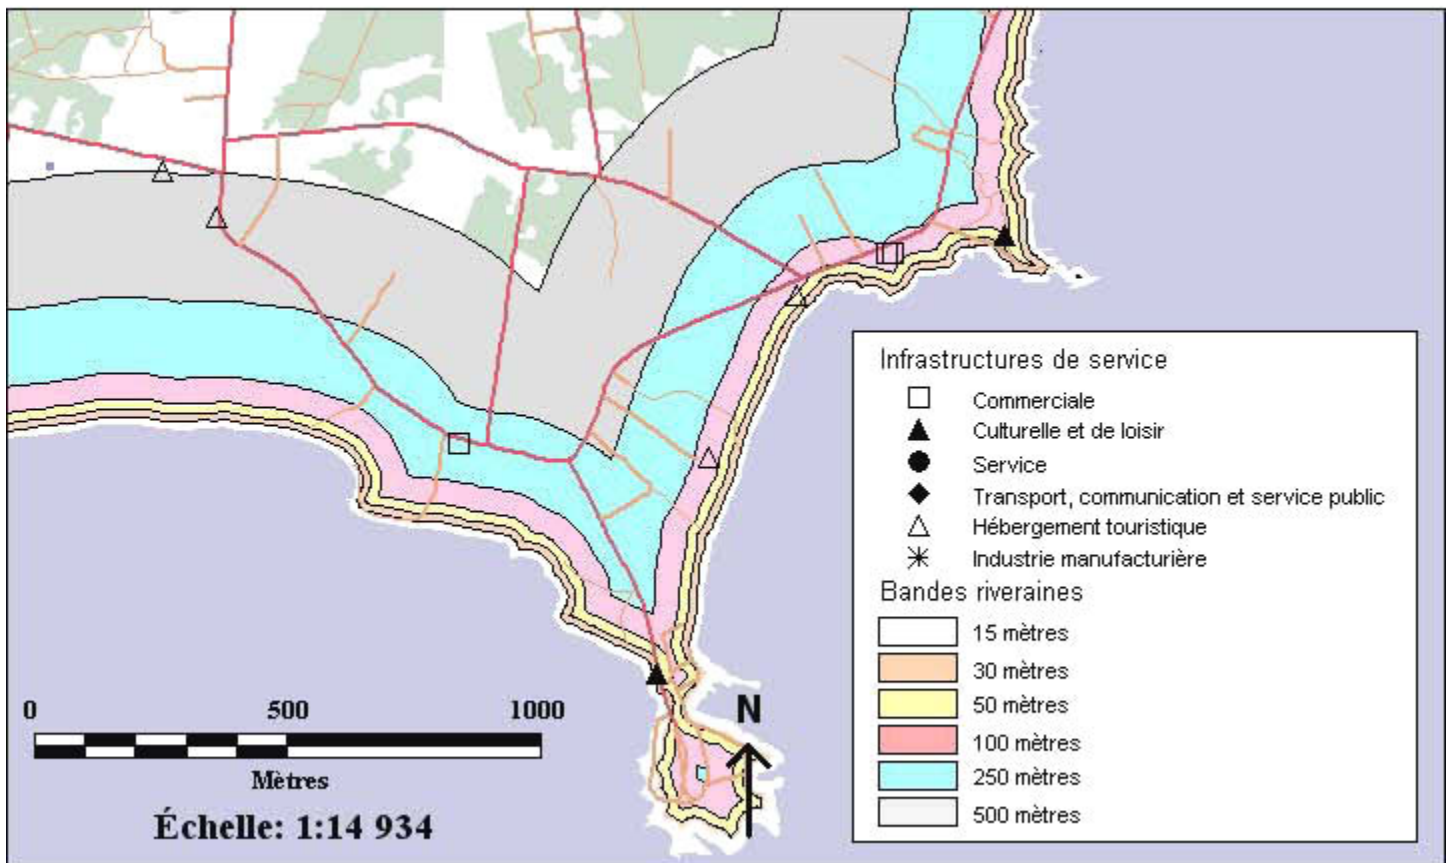 Infrastructures de service
Commerciale
Culturelle et de loisir
Service
Transport, communication et service public
Hébergement touristique
Industrie manufacturière
Bandes riveraines
15 mètres
30 mètres
50 mètres
100 mètres
250 mètres
500 mètres
0 500 1000
Mètres
Échelle: 1:14 934
N